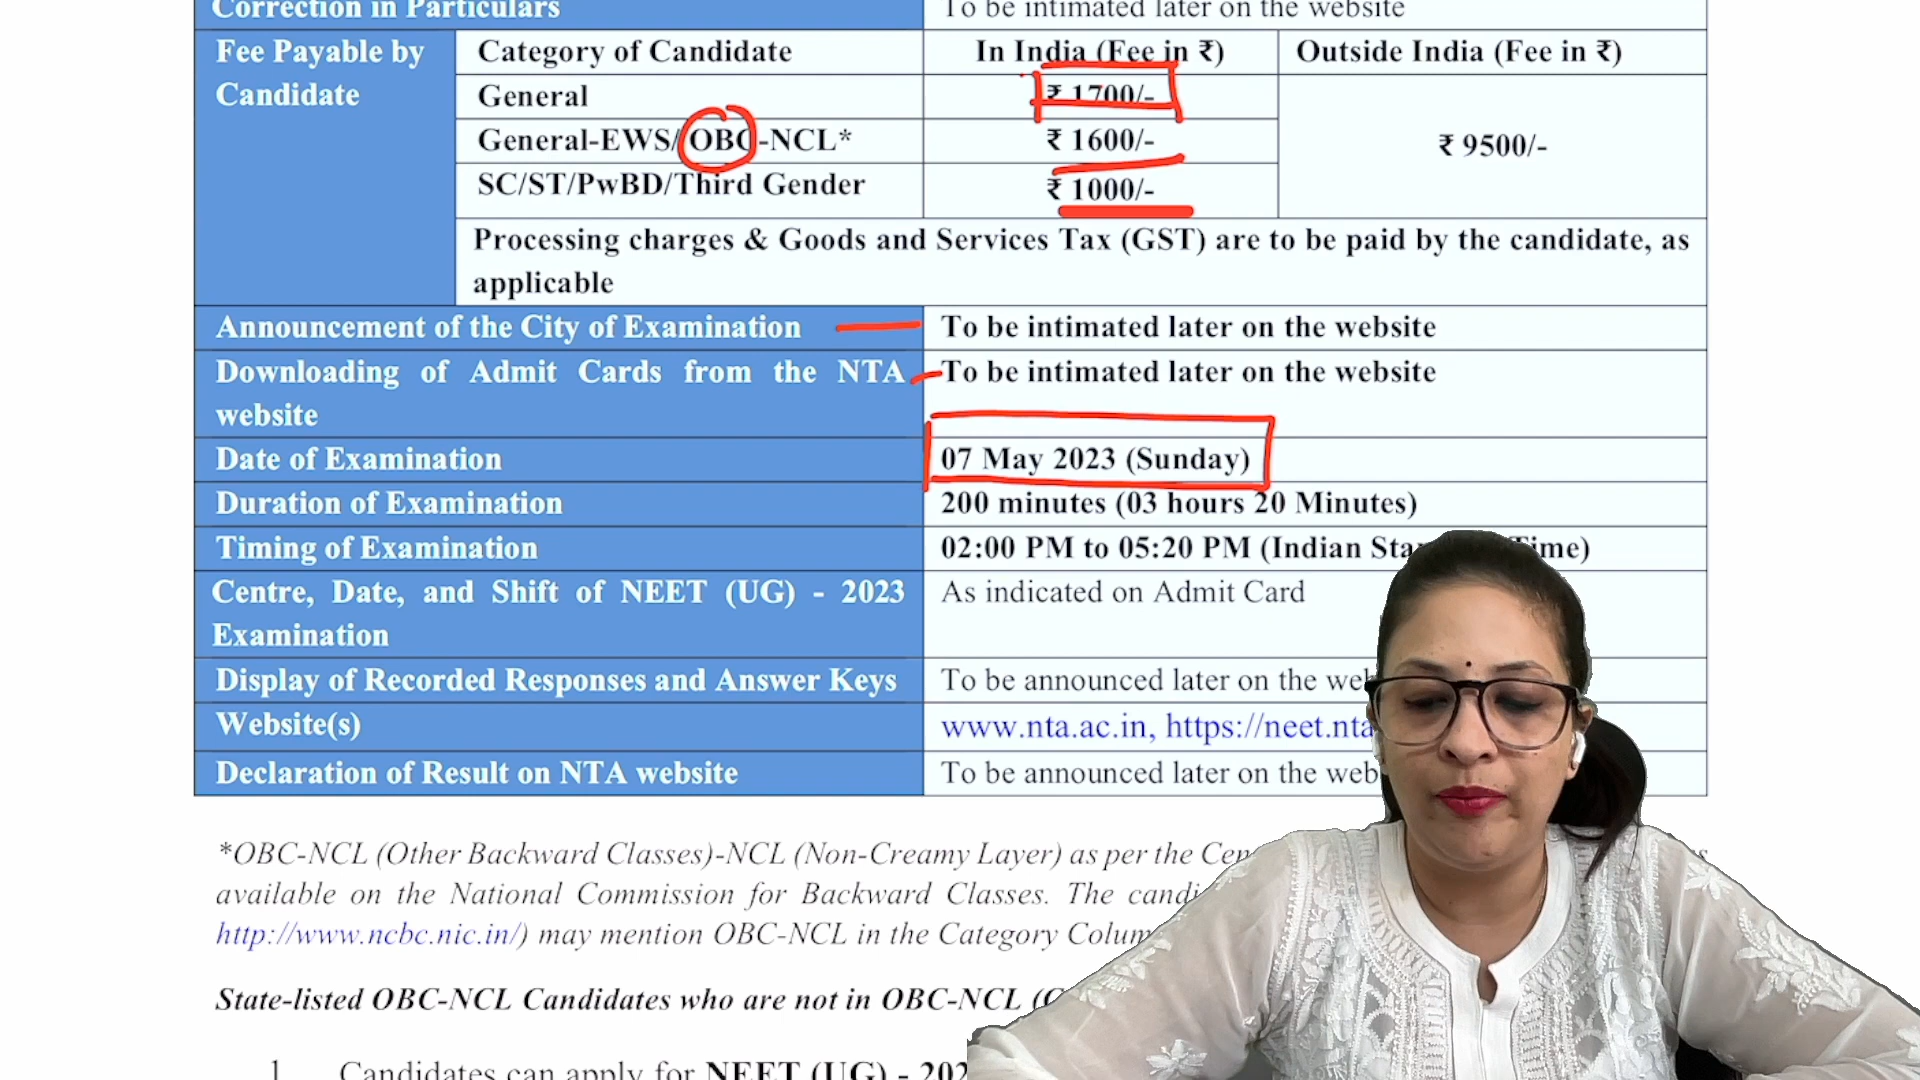 Correction in Particulars To be intimated later on the website
Fee Payable by Candidate
Category of Candidate In India (Fee in ₹) Outside India (Fee in ₹)
General ₹ 1700/-
General-EWS/ OBC-NCL* ₹ 1600/- ₹ 9500/-
SC/ST/PwBD/Third Gender ₹ 1000/-
Processing charges & Goods and Services Tax (GST) are to be paid by the candidate, as
applicable
Announcement of the City of Examination To be intimated later on the website
Downloading of Admit Cards from the NTA To be intimated later on the website
website
Date of Examination 07 May 2023 (Sunday)
Duration of Examination 200 minutes (03 hours 20 Minutes)
Timing of Examination 02:00 PM to 05:20 PM (Indian
Centre, Date, and Shift of NEET (UG) - 2023 As indicated on Admit Card
Examination
Display of Recorded Responses and Answer Keys To be announced later on the
Website(s) www.nta.ac.in, https://neet.nta
Declaration of Result on NTA website To be announced later on the
*OBC-NCL (Other Backward Classes)-NCL (Non-Creamy Layer) as per the
available on the National Commission for Backward Classes. The
http://www.ncbc.nic.in/) may mention OBC-NCL in the Category
State-listed OBC-NCL Candidates who are not in OBC-NCL
1 Candidates can apply for NEET (UG) -